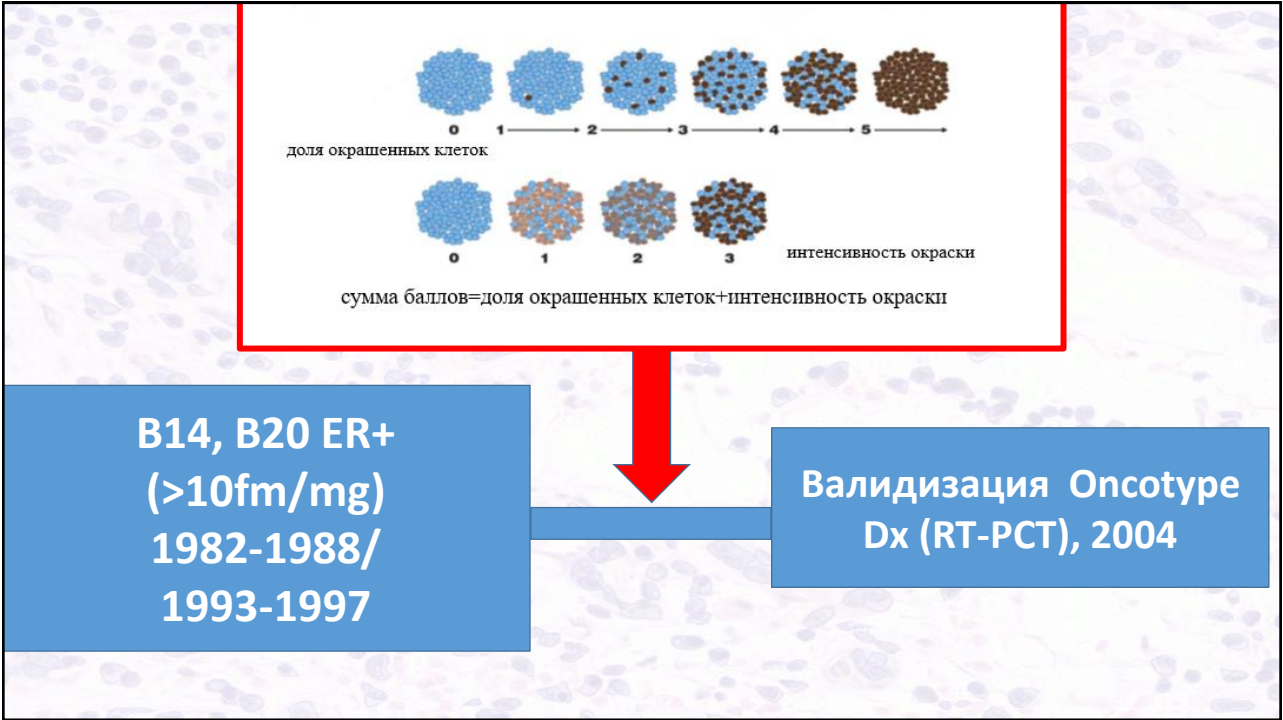 0 1 2 3 4 5
доля окрашенных клеток
0 1 2 3
интенсивность окраски
сумма баллов=доля окрашенных клеток+интенсивность окраски
B14, B20 ER+
(>10fm/mg)
1982-1988/
1993-1997
Валидизация Oncotype
Dx (RT-PCT), 2004